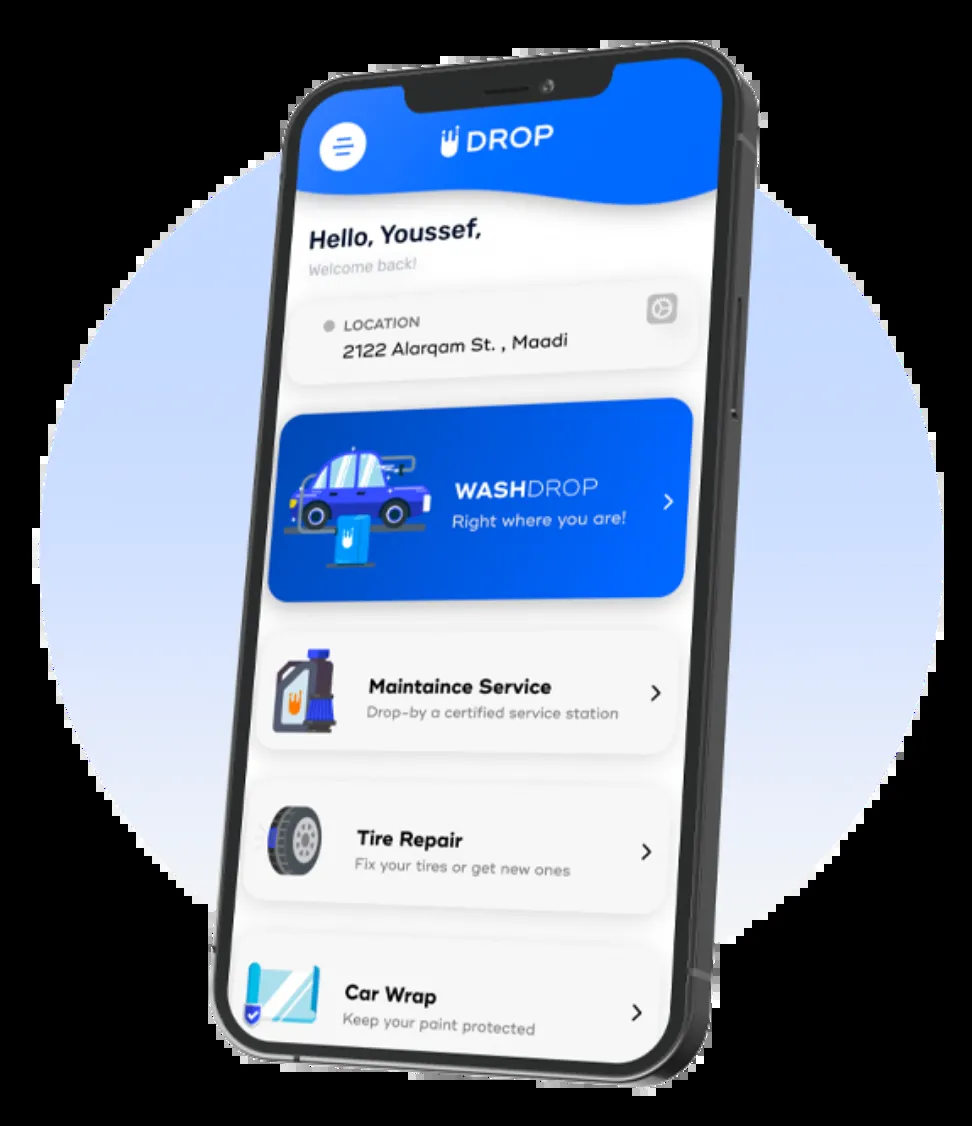 DROP
Hello, Youssef,
Welcome back!
LOCATION
2122 Alarqam St. , Maadi
WASHDROP
Right where you are!
Maintaince Service
Drop-by a certified service station
Tire Repair
Fix your tires or get new ones
Car Wrap
Keep your paint protected